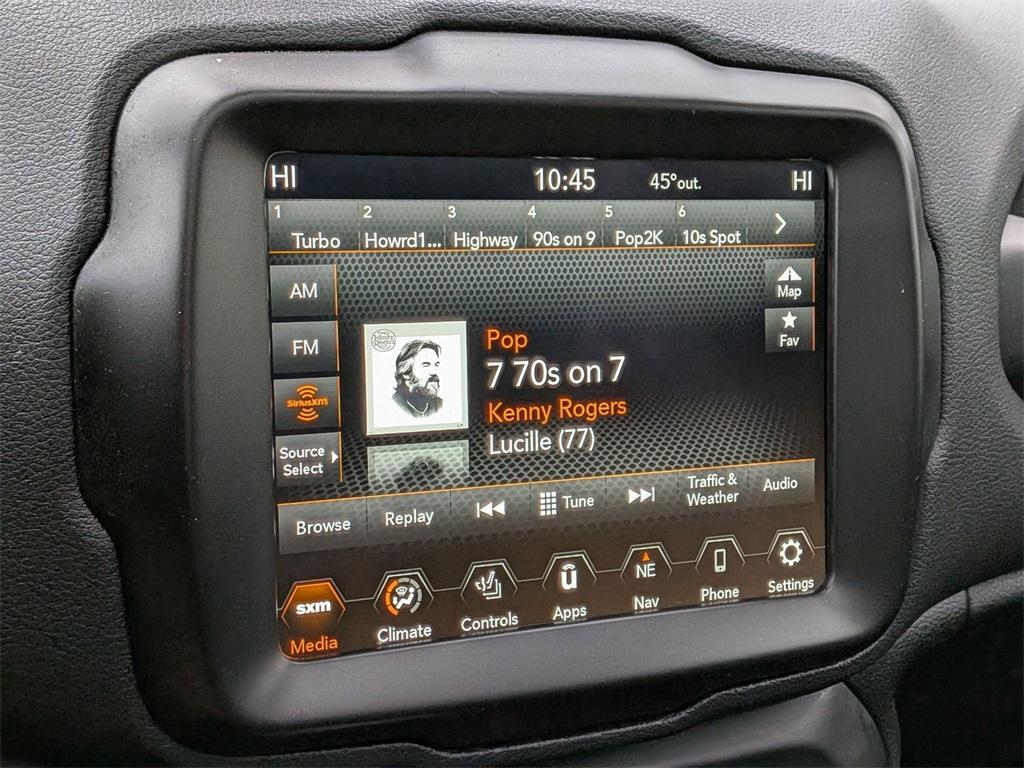 HI 10:45 45°out. HI
1 2 3 4 5 6
Turbo Howrd1... Highway 90s on 9 Pop2K 10s Spot
AM
Map
FM
Fav
SiriusXM
Source
Select
Kenny
Rogers
Pop
7 70s on 7
Kenny Rogers
Lucille (77)
Browse Replay Tune Traffic &
Weather Audio
sxm
Media
Climate
Controls
û
Apps
NE
Nav
Phone
Settings